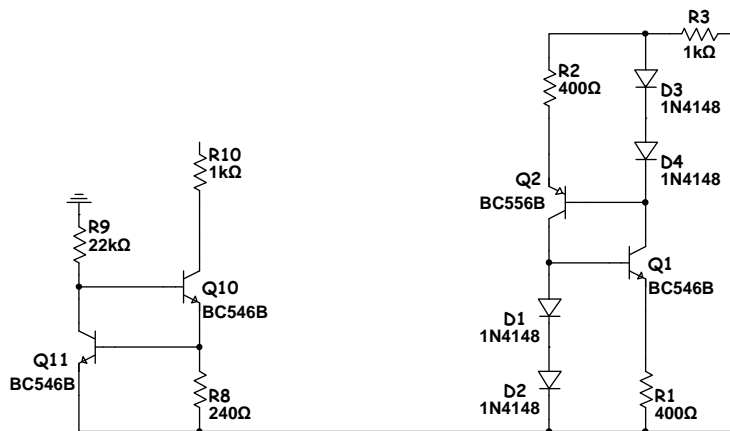 R3
1kΩ
R2
400Ω
D3
1N4148
R10
1kΩ
Q2
D4
1N4148
BC556B
R9
22kΩ
Q10
BC546B
Q1
BC546B
D1
1N4148
Q11
BC546B
R8
240Ω
D2
1N4148
R1
400Ω